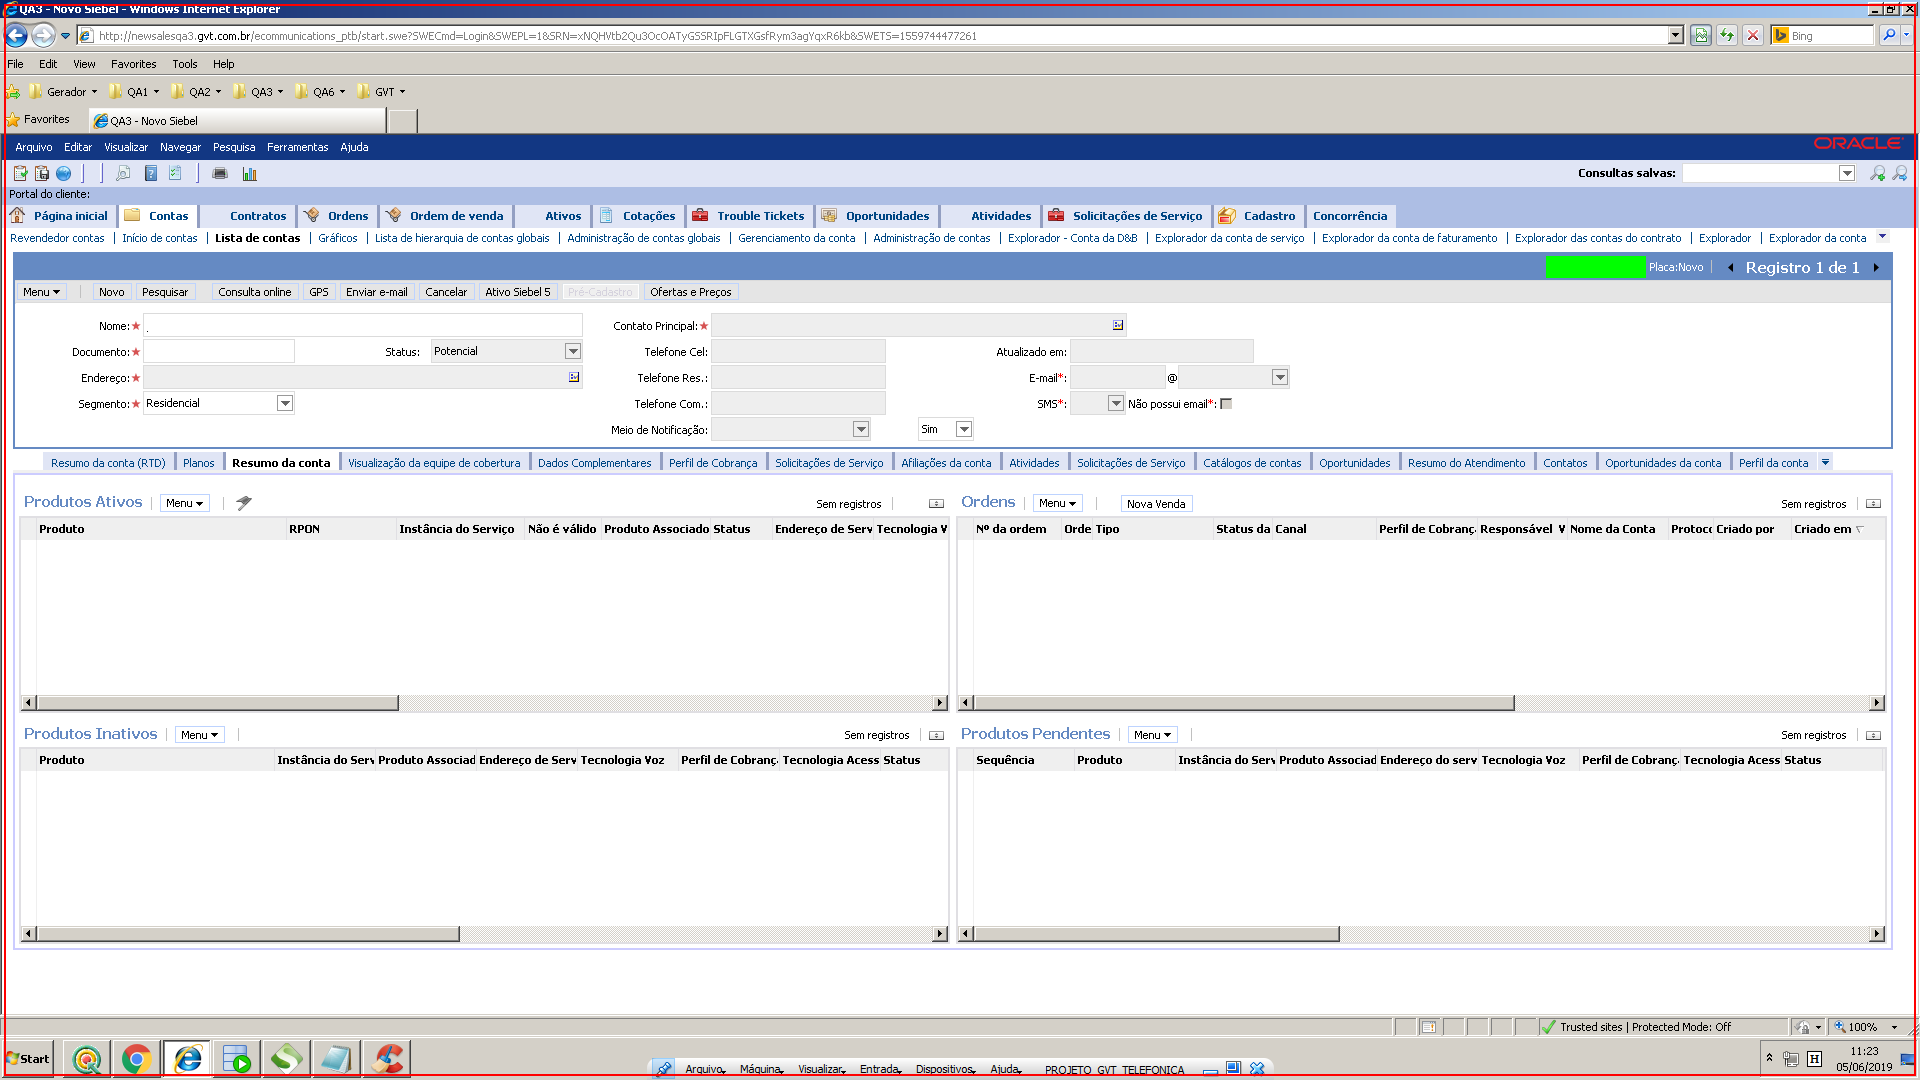 QA3 - Novo Siebel - Windows Internet Explorer
http://newsalesqa3.gvt.com.br/ecommunications_ptb/start.swe?SWECmd=Login&SWEPL=1&SRN=xNQHVtb2Qu3OcOATyGSSRIpFLGTXGsfRym3agYqxR6kb&SWETS=1559744477261
Bing
File Edit View Favorites Tools Help
Gerador QA1 QA2 QA3 QA6 GVT
Favorites QA3 - Novo Siebel
Arquivo Editar Visualizar Navegar Pesquisa Ferramentas Ajuda ORACLE
Consultas salvas:
Portal do cliente:
Página inicial Contas Contratos Ordens Ordem de venda Ativos Cotações Trouble Tickets Oportunidades Atividades Solicitações de Serviço Cadastro Concorrência
Revendedor contas Início de contas Lista de contas Gráficos Lista de hierarquia de contas globais Administração de contas globais Gerenciamento da conta Administração de contas Explorador - Conta da D&B Explorador da conta de serviço Explorador da conta de faturamento Explorador das contas do contrato Explorador Explorador da conta
Placa:Novo Registro 1 de 1
Menu Novo Pesquisar Consulta online GPS Enviar e-mail Cancelar Ativo Siebel 5 Pré-Cadastro Ofertas e Preços
Nome:★ . Contato Principal:★
Documento:★ Status: Potencial Telefone Cel: Atualizado em:
Endereço:★ Telefone Res.: E-mail*: @
Segmento:★ Residencial Telefone Com.: SMS*: Não possui email*:
Meio de Notificação: Sim
Resumo da conta (RTD) Planos Resumo da conta Visualização da equipe de cobertura Dados Complementares Perfil de Cobrança Solicitações de Serviço Afiliações da conta Atividades Solicitações de Serviço Catálogos de contas Oportunidades Resumo do Atendimento Contatos Oportunidades da conta Perfil da conta
Produtos Ativos Menu Sem registros Ordens Menu Nova Venda Sem registros
Produto RPON Instância do Serviço Não é válido Produto Associado Status Endereço de Serv Tecnologia V Nº da ordem Orde Tipo Status da Canal Perfil de Cobranç Responsável V Nome da Conta Protoco Criado por Criado em
Produtos Inativos Menu Sem registros Produtos Pendentes Menu Sem registros
Produto Instância do Serv Produto Associad Endereço de Serv Tecnologia Voz Perfil de Cobranç Tecnologia Acess Status Sequência Produto Instância do Serv Produto Associad Endereço do serv Tecnologia Voz Perfil de Cobranç Tecnologia Acess Status
Trusted sites | Protected Mode: Off 100%
Start H 11:23
05/06/2019
Arquivo Máquina Visualizar Entrada Dispositivos Ajuda PROJETO_GVT_TELEFONICA